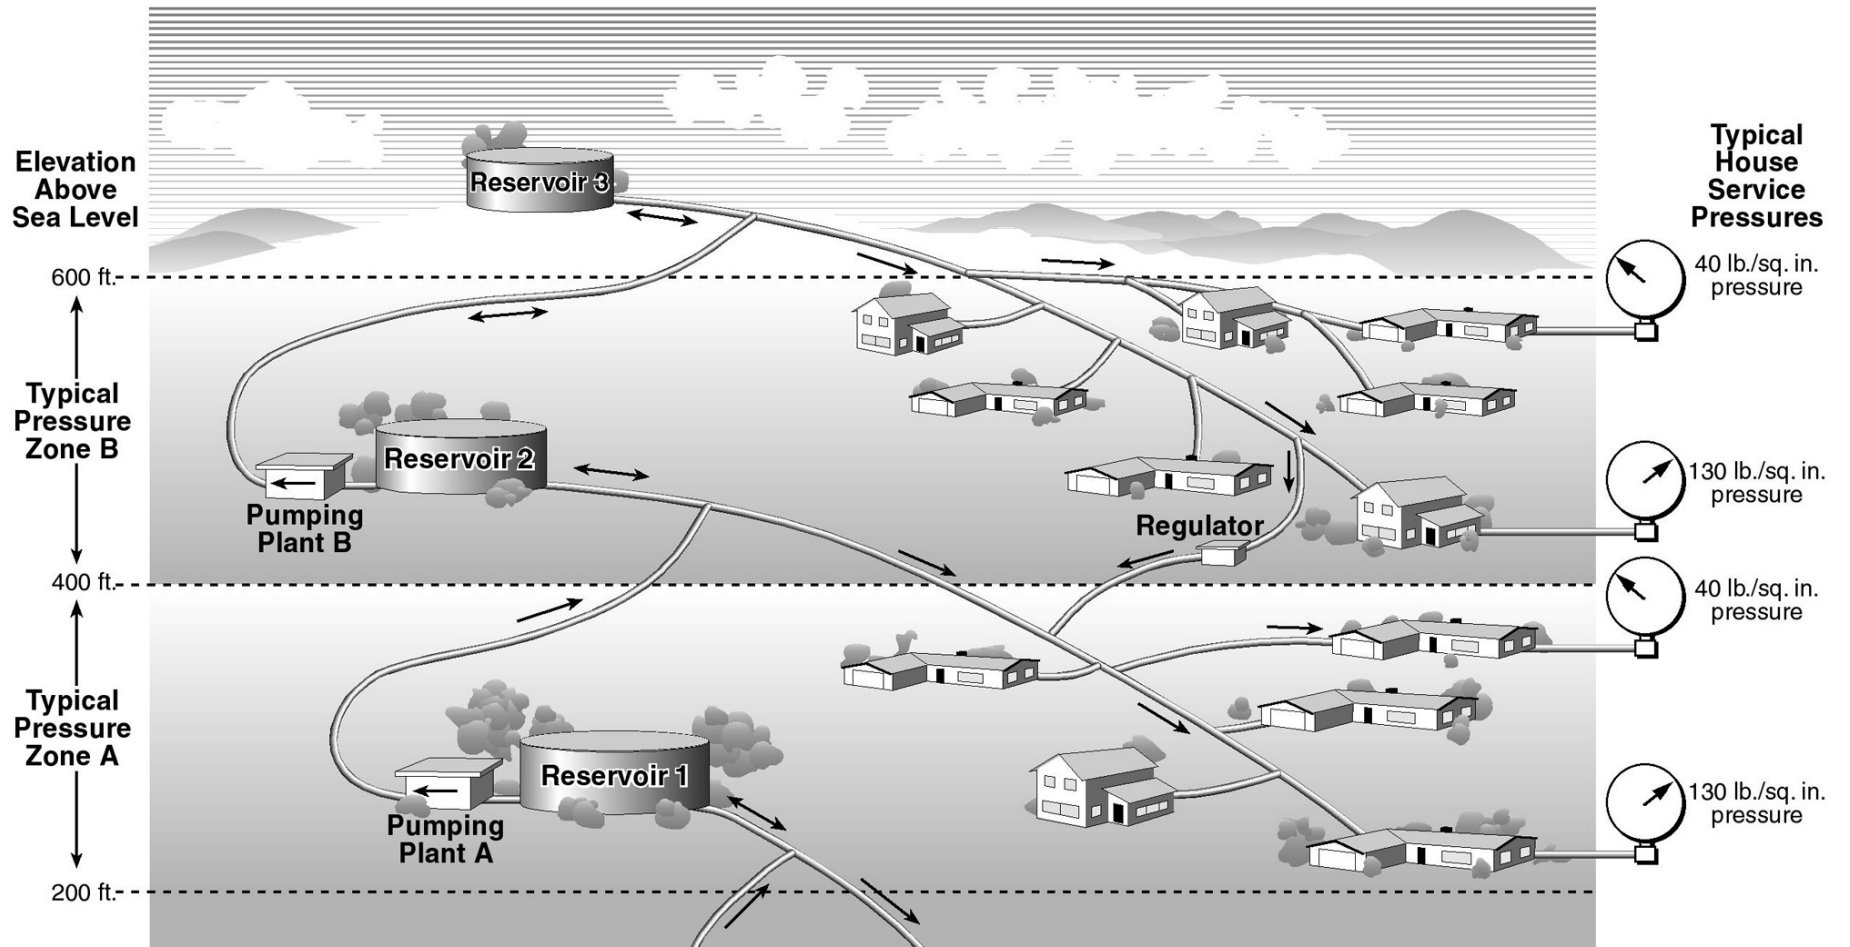 Elevation
Above
Sea Level
600 ft.
Typical
Pressure
Zone B
400 ft.
Typical
Pressure
Zone A
200 ft.
Reservoir 3
Reservoir 2
Pumping
Plant B
Regulator
Reservoir 1
Pumping
Plant A
Typical
House
Service
Pressures
40 lb./sq. in.
pressure
130 lb./sq. in.
pressure
40 lb./sq. in.
pressure
130 lb./sq. in.
pressure